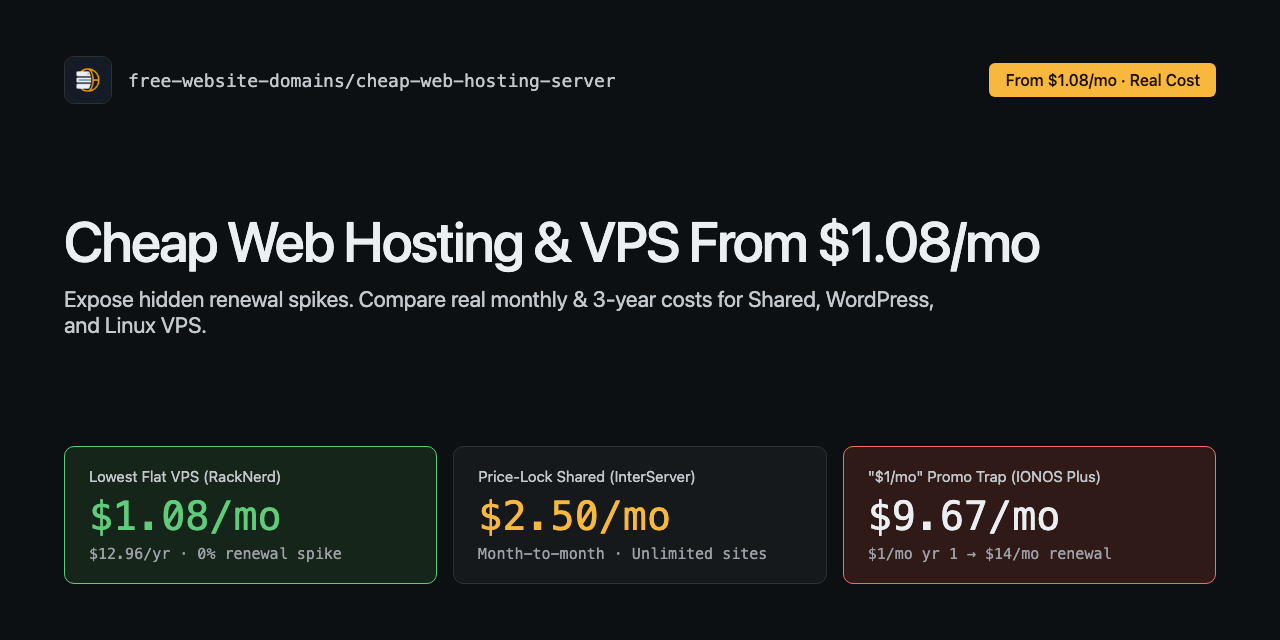 free-website-domains/cheap-web-hosting-server
From $1.08/mo · Real Cost
Cheap Web Hosting & VPS From $1.08/mo
Expose hidden renewal spikes. Compare real monthly & 3-year costs for Shared, WordPress,
and Linux VPS.
Lowest Flat VPS (RackNerd)
$1.08/mo
$12.96/yr · 0% renewal spike
Price-Lock Shared (InterServer)
$2.50/mo
Month-to-month · Unlimited sites
"$1/mo" Promo Trap (IONOS Plus)
$9.67/mo
$1/mo yr 1 → $14/mo renewal